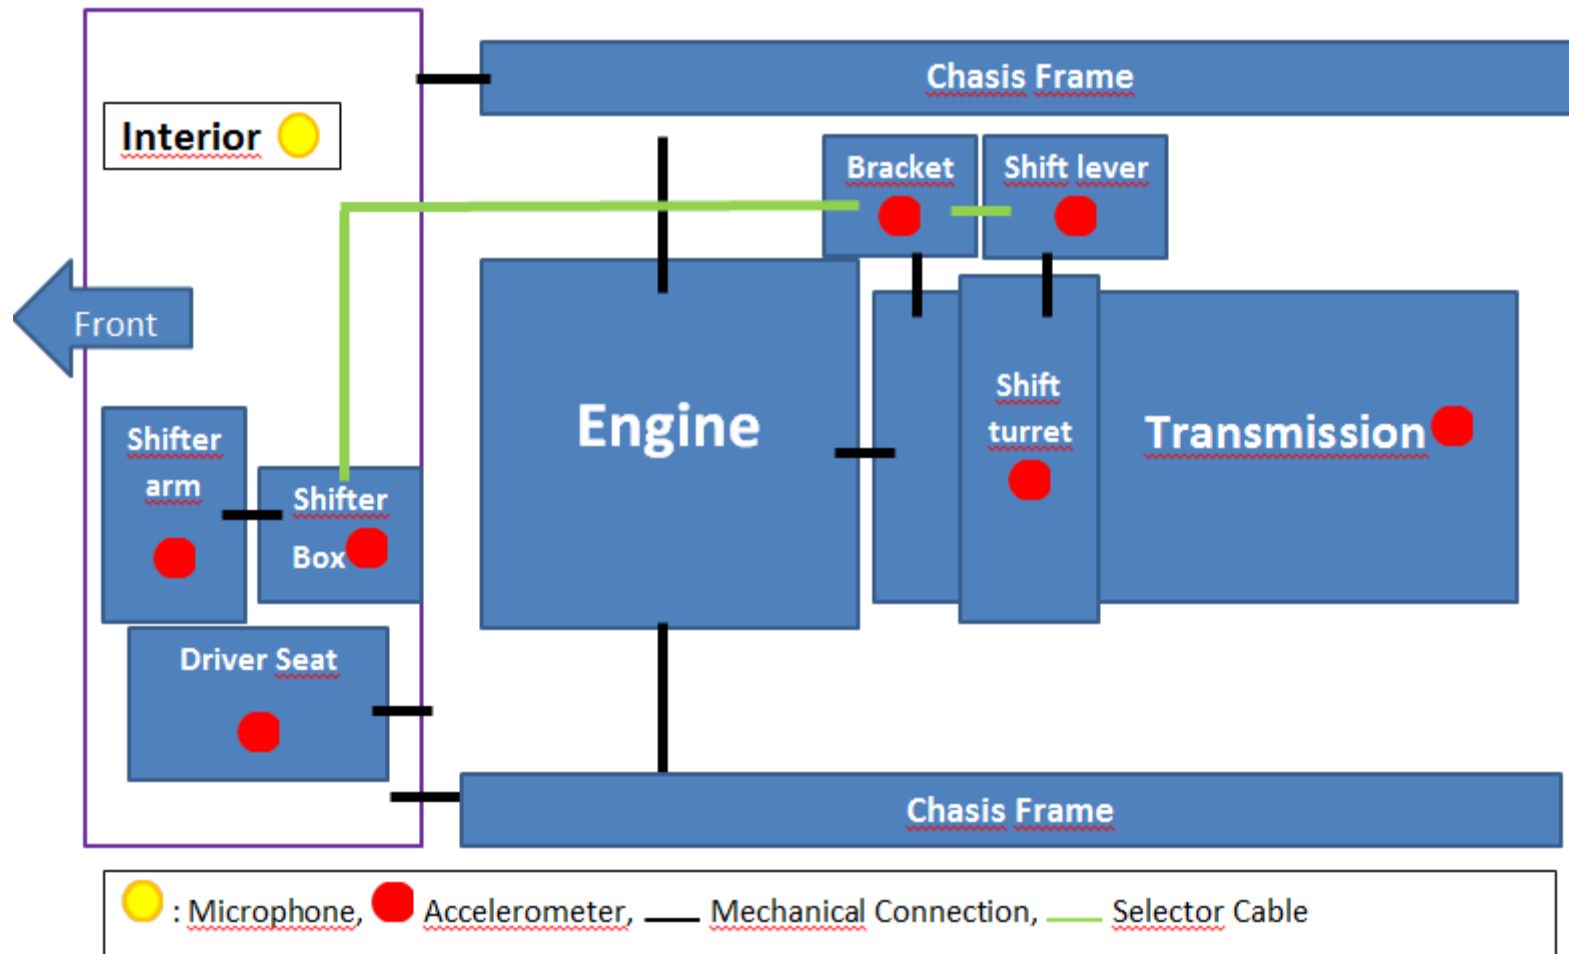 Chasis Frame
Interior
Bracket
Shift lever
Front
Engine
Shift
turret
Transmission
Shifter
arm
Shifter
Box
Driver Seat
Chasis Frame
: Microphone, Accelerometer, Mechanical Connection, Selector Cable